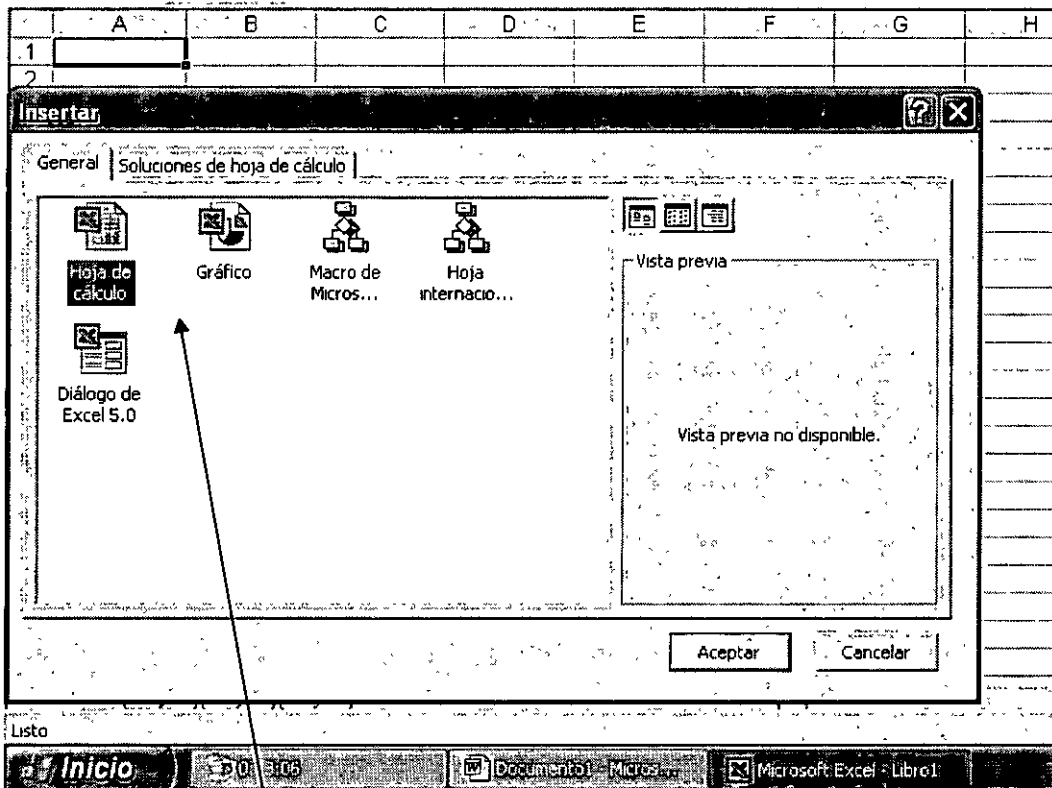 A B C D E F G H
1
2
Insertar
General Soluciones de hoja de cálculo
Hoja de cálculo
Gráfico
Macro de Micros...
Hoja internacio...
Diálogo de Excel 5.0
Vista previa
Vista previa no disponible.
Aceptar Cancelar
Listo
Inicio Documento1 - Micros... Microsoft Excel - Libro1